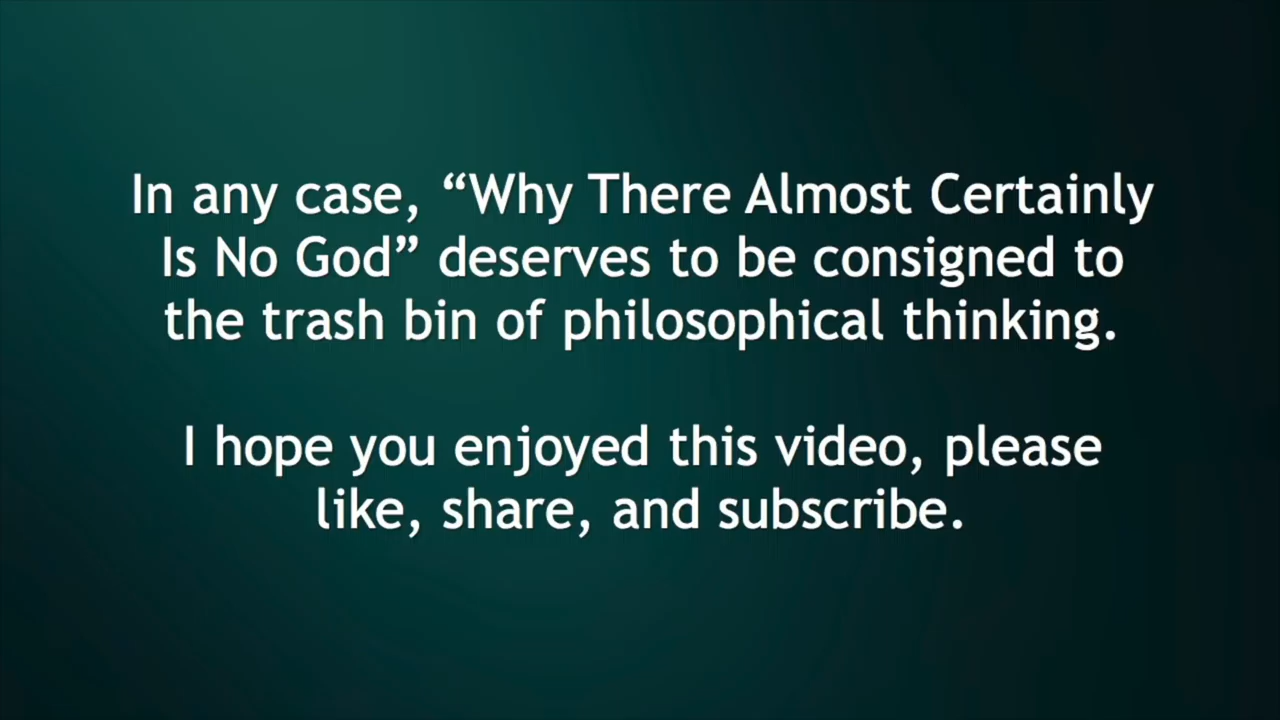 In any case, “Why There Almost Certainly
Is No God” deserves to be consigned to
the trash bin of philosophical thinking.
I hope you enjoyed this video, please
like, share, and subscribe.